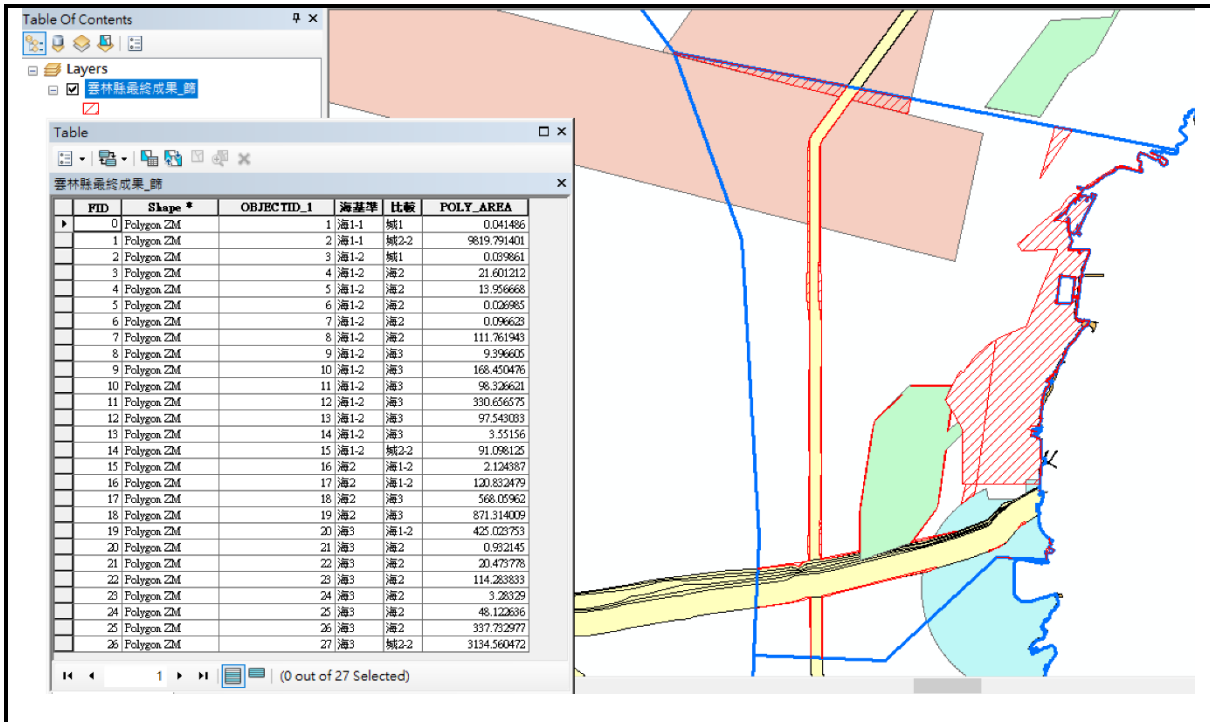 Table Of Contents
Layers
雲林縣最終成果_篩
Table
雲林縣最終成果_篩
FID Shape * OBJECTID_1 海基準 比較 POLY_AREA
0 Polygon ZM 1 海1-1 城1 0.041486
1 Polygon ZM 2 海1-1 城2-2 9819.791401
2 Polygon ZM 3 海1-2 城1 0.039861
3 Polygon ZM 4 海1-2 海2 21.601212
4 Polygon ZM 5 海1-2 海2 13.956668
5 Polygon ZM 6 海1-2 海2 0.026985
6 Polygon ZM 7 海1-2 海2 0.096623
7 Polygon ZM 8 海1-2 海2 111.761943
8 Polygon ZM 9 海1-2 海3 9.396605
9 Polygon ZM 10 海1-2 海3 168.450476
10 Polygon ZM 11 海1-2 海3 98.326621
11 Polygon ZM 12 海1-2 海3 330.656575
12 Polygon ZM 13 海1-2 海3 97.543033
13 Polygon ZM 14 海1-2 海3 3.55156
14 Polygon ZM 15 海1-2 城2-2 91.098125
15 Polygon ZM 16 海2 海1-2 2.124387
16 Polygon ZM 17 海2 海1-2 120.832479
17 Polygon ZM 18 海2 海3 568.05962
18 Polygon ZM 19 海2 海3 871.314009
19 Polygon ZM 20 海3 海1-2 425.023753
20 Polygon ZM 21 海3 海2 0.932145
21 Polygon ZM 22 海3 海2 20.473778
22 Polygon ZM 23 海3 海2 114.283833
23 Polygon ZM 24 海3 海2 3.28329
24 Polygon ZM 25 海3 海2 48.122636
25 Polygon ZM 26 海3 海2 337.732977
26 Polygon ZM 27 海3 城2-2 3134.560472
1 (0 out of 27 Selected)